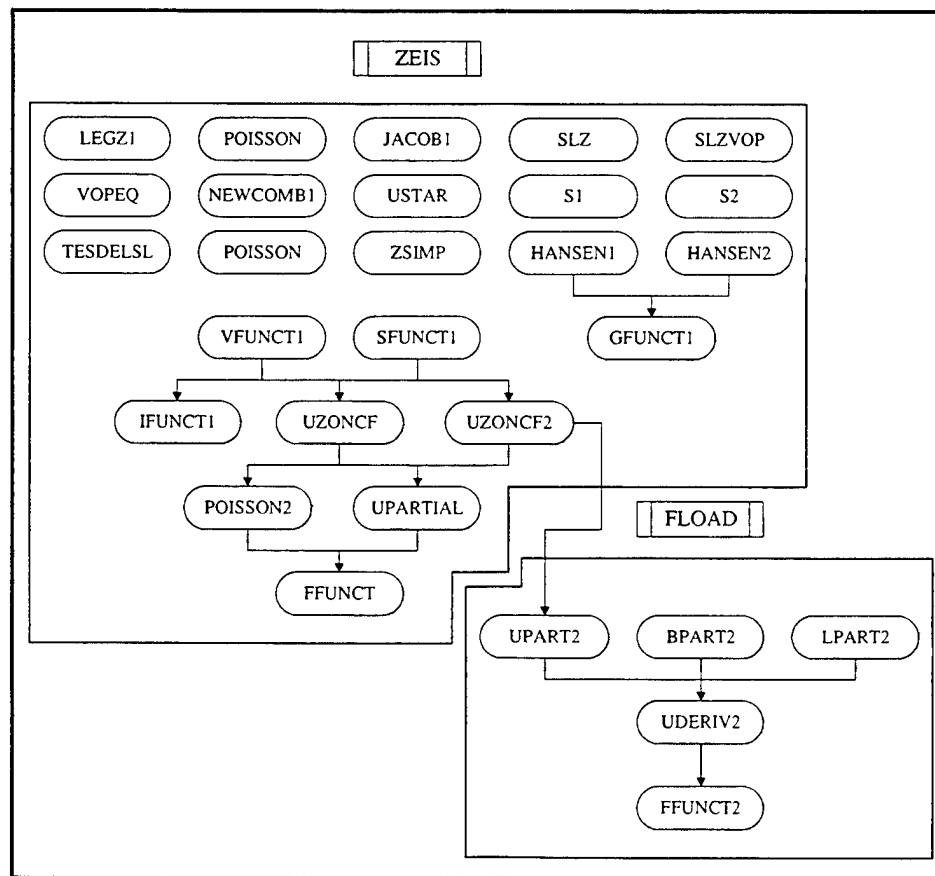 ZEIS
LEGZ1 POISSON JACOB1 SLZ SLZVOP
VOPEQ NEWCOMB1 USTAR S1 S2
TESDELSL POISSON ZSIMP HANSEN1 HANSEN2
VFUNCT1 SFUNCT1 GFUNCT1
IFUNCT1 UZONCF UZONCF2
POISSON2 UPARTIAL
FLOAD
FFUNCT
UPART2 BPART2 LPART2
UDERIV2
FFUNCT2